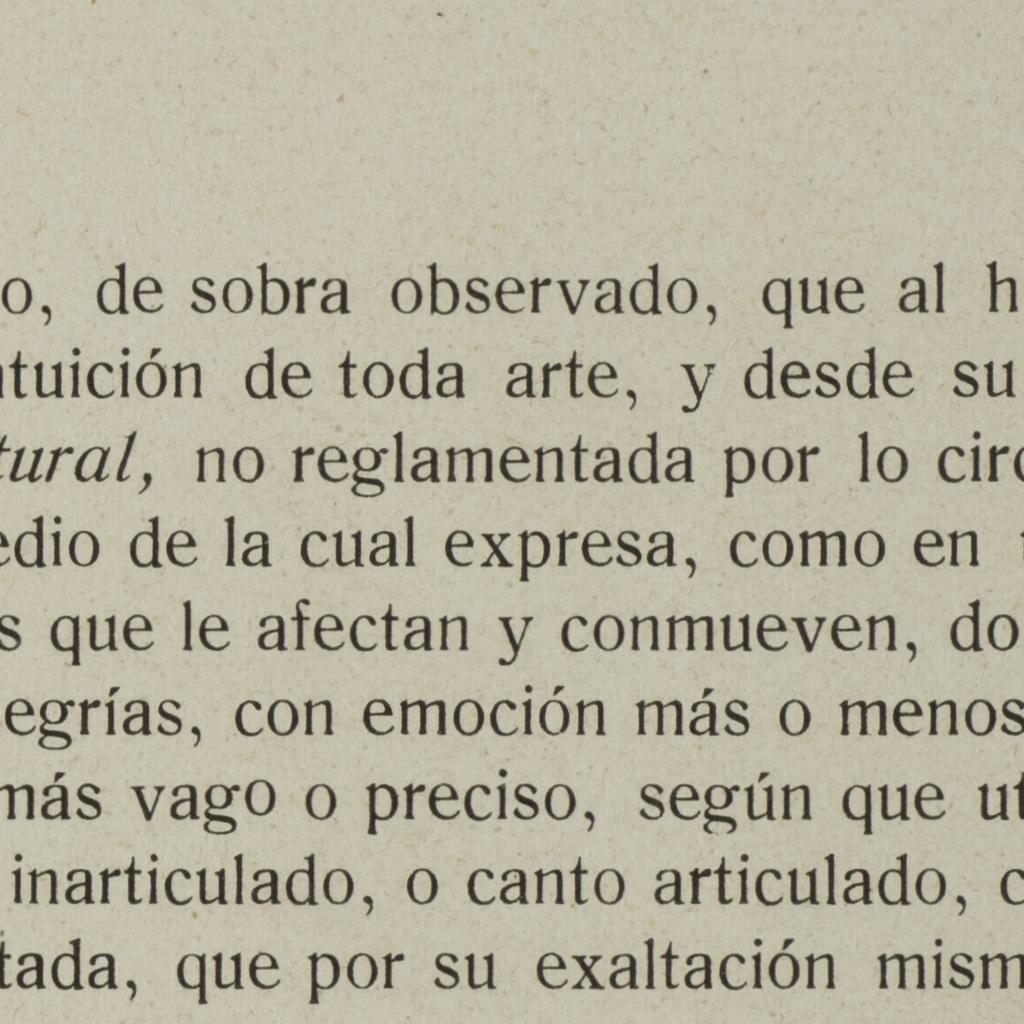 o, de sobra observado, que al h
ntuición de toda arte, y desde su
tural, no reglamentada por lo circ
edio de la cual expresa, como en
s que le afectan y conmueven, do
egrías, con emoción más o menos
más vago o preciso, según que ut
inarticulado, o canto articulado, c
tada, que por su exaltación mism